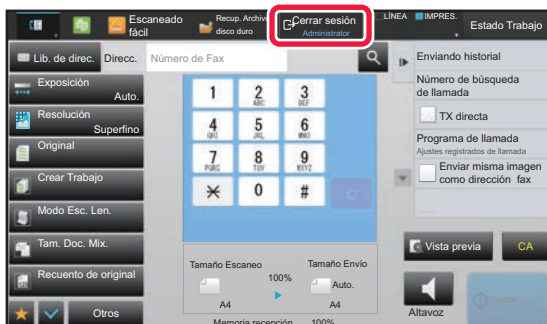 Escaneado
fácil
Recup. Archivo
disco duro
Cerrar sesión
Administrator
LÍNEA
IMPRES.
Estado Trabajo
Lib. de direc.
Direcc.
Número de Fax
Exposición
Auto.
Resolución
Superfino
Original
Crear Trabajo
Modo Esc. Len.
Tam. Doc. Mix.
Recuento de original
Otros
1
2
ABC
3
DEF
4
GHI
5
JKL
6
MNO
7
PQRS
8
TUV
9
WXYZ
0
#
C
Tamaño Escaneo
100%
Tamaño Envío
Auto.
A4
A4
Memoria recepción 100%
Enviando historial
Número de búsqueda
de llamada
TX directa
Programa de llamada
Ajustes registrados de llamada
Enviar misma imagen
como dirección fax
Vista previa
CA
Altavoz